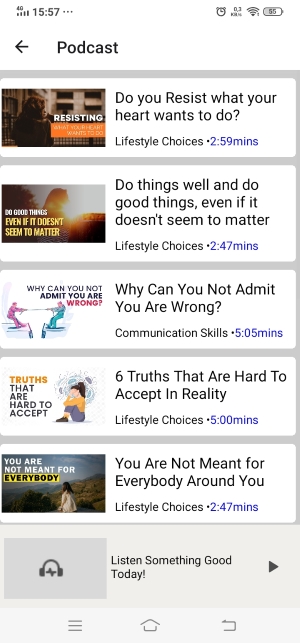 4G 15:57 ··· 0.3 KB/s 55
Podcast
RESISTING
WHAT YOUR HEART
WANTS TO DO?
Do you Resist what your
heart wants to do?
Lifestyle Choices •2:59mins
DO GOOD THINGS
EVEN IF IT DOESN'T
SEEM TO MATTER
Do things well and do
good things, even if it
doesn't seem to matter
Lifestyle Choices •2:47mins
WHY CAN YOU NOT
ADMIT YOU ARE
WRONG?
Why Can You Not Admit
You Are Wrong?
Communication Skills •5:05mins
TRUTHS
THAT
ARE
HARD TO
ACCEPT
6 Truths That Are Hard To
Accept In Reality
Lifestyle Choices •5:00mins
YOU ARE
NOT MEANT FOR
EVERYBODY
You Are Not Meant for
Everybody Around You
Lifestyle Choices •2:47mins
Listen Something Good
Today!